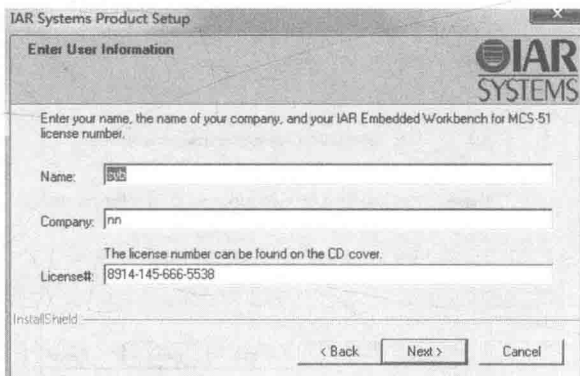 IAR Systems Product Setup
Enter User Information
IAR
SYSTEMS
Enter your name, the name of your company, and your IAR Embedded Workbench for MCS-51
license number.
Name:
Company: nn
The license number can be found on the CD cover.
License#: 8914-145-666-5538
InstallShield
< Back Next > Cancel